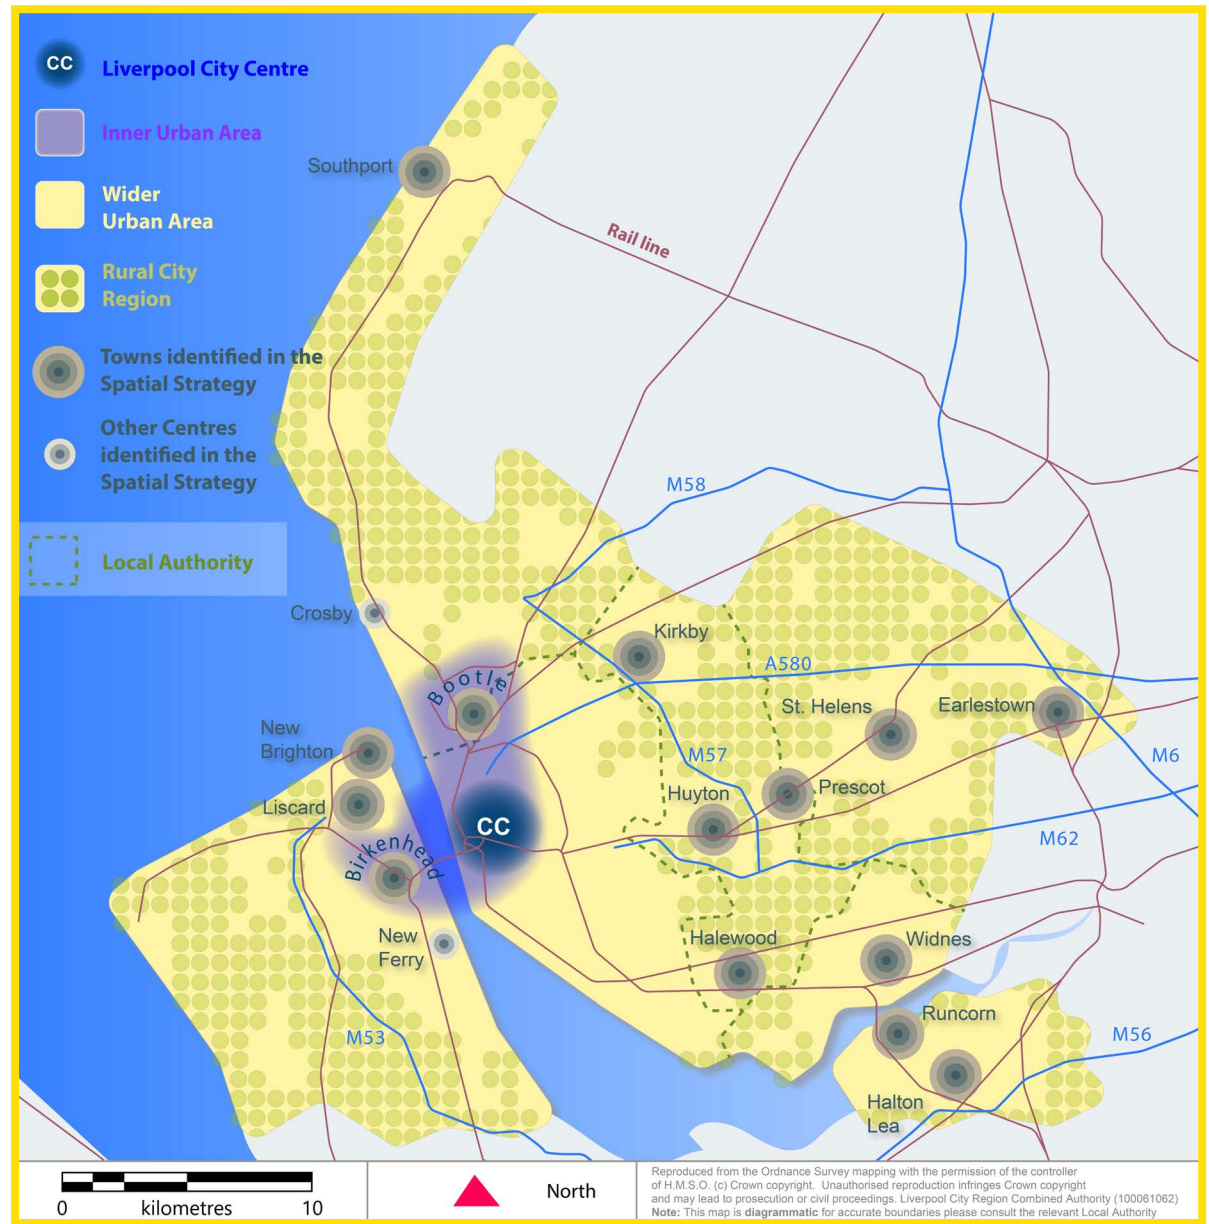 CC
Liverpool City Centre
Inner Urban Area
Wider
Urban Area
Rural City
Region
Towns identified in the
Spatial Strategy
Other Centres
identified in the
Spatial Strategy
Local Authority
Southport
Rail line
M58
Crosby
Kirkby
A580
Bootle
St. Helens
Earlestown
New
Brighton
M57
M6
Liscard
Huyton
Prescot
CC
M62
Birkenhead
New
Ferry
Halewood
Widnes
Runcorn
M53
M56
Halton
Lea
0
kilometres
10
North
Reproduced from the Ordnance Survey mapping with the permission of the controller
of H.M.S.O. (c) Crown copyright. Unauthorised reproduction infringes Crown copyright
and may lead to prosecution or civil proceedings. Liverpool City Region Combined Authority (100061062)
Note: This map is diagrammatic for accurate boundaries please consult the relevant Local Authority